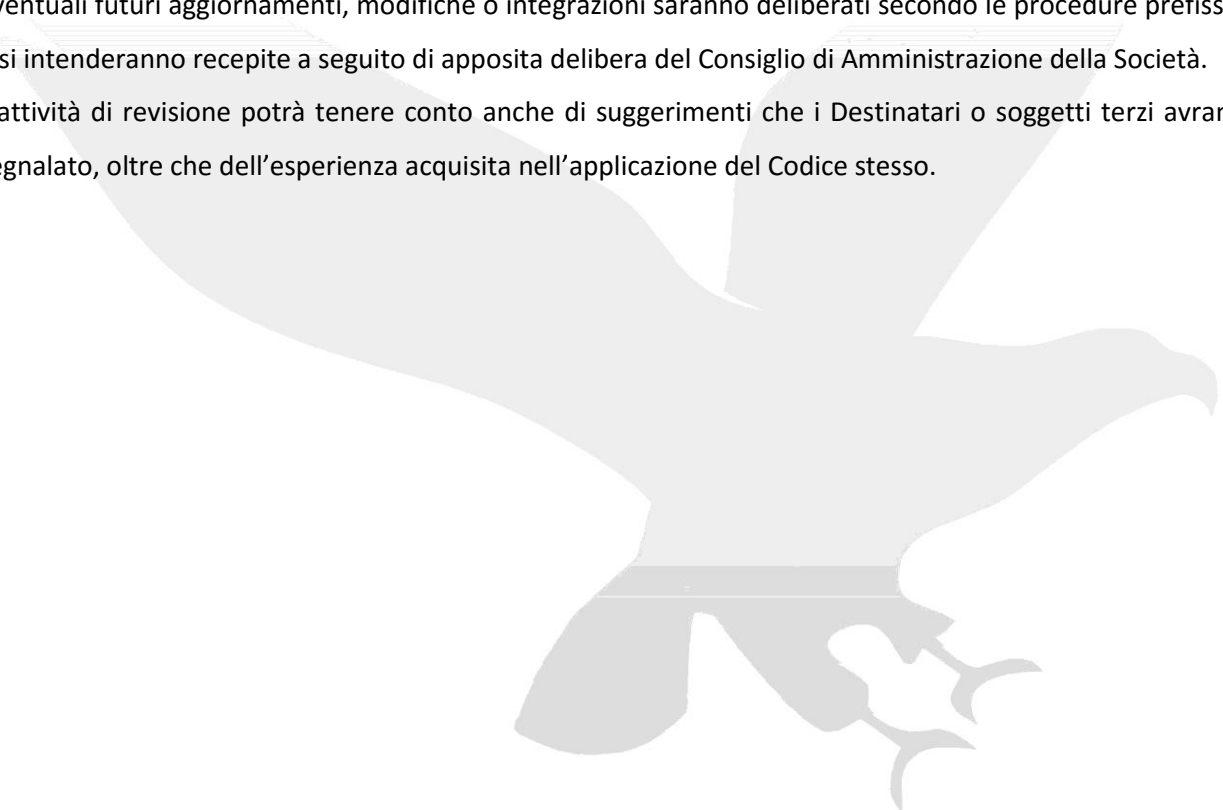 ventuali futuri aggiornamenti, modifiche o integrazioni saranno deliberati secondo le procedure prefiss
si intenderanno recepite a seguito di apposita delibera del Consiglio di Amministrazione della Società.
attività di revisione potrà tenere conto anche di suggerimenti che i Destinatari o soggetti terzi avran
egnalato, oltre che dell’esperienza acquisita nell’applicazione del Codice stesso.